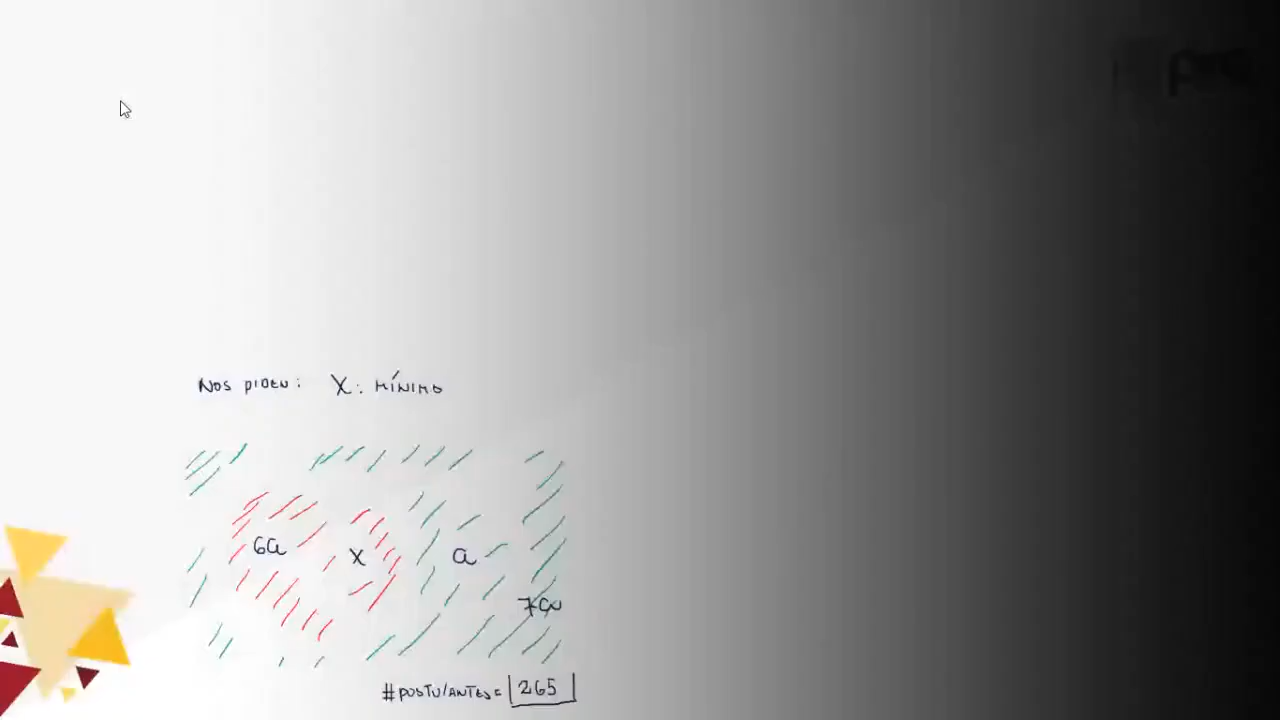 Nos piden: X: mínimo
6a x a
7a
#postulantes = 265